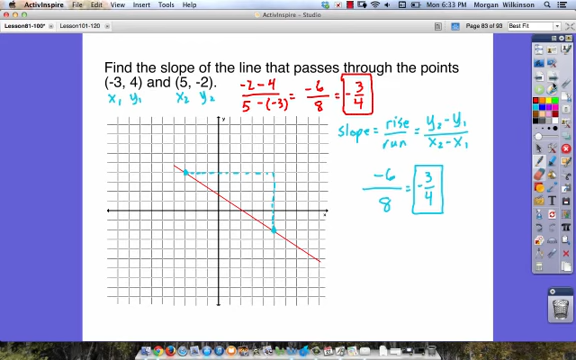 ActivInspire File Edit View Insert Tools Help Mon 6:33 PM Morgan Wilkinson
ActivInspire - Studio
Lesson81-100* Lesson101-120 Page 83 of 93 Best Fit
Find the slope of the line that passes through the points
(-3, 4) and (5, -2).
x₁ y₁ x₂ y₂
-2-4/5-(-3) = -6/8 = -3/4
slope = rise/run = y₂-y₁/x₂-x₁
-6/8 = -3/4
y
x